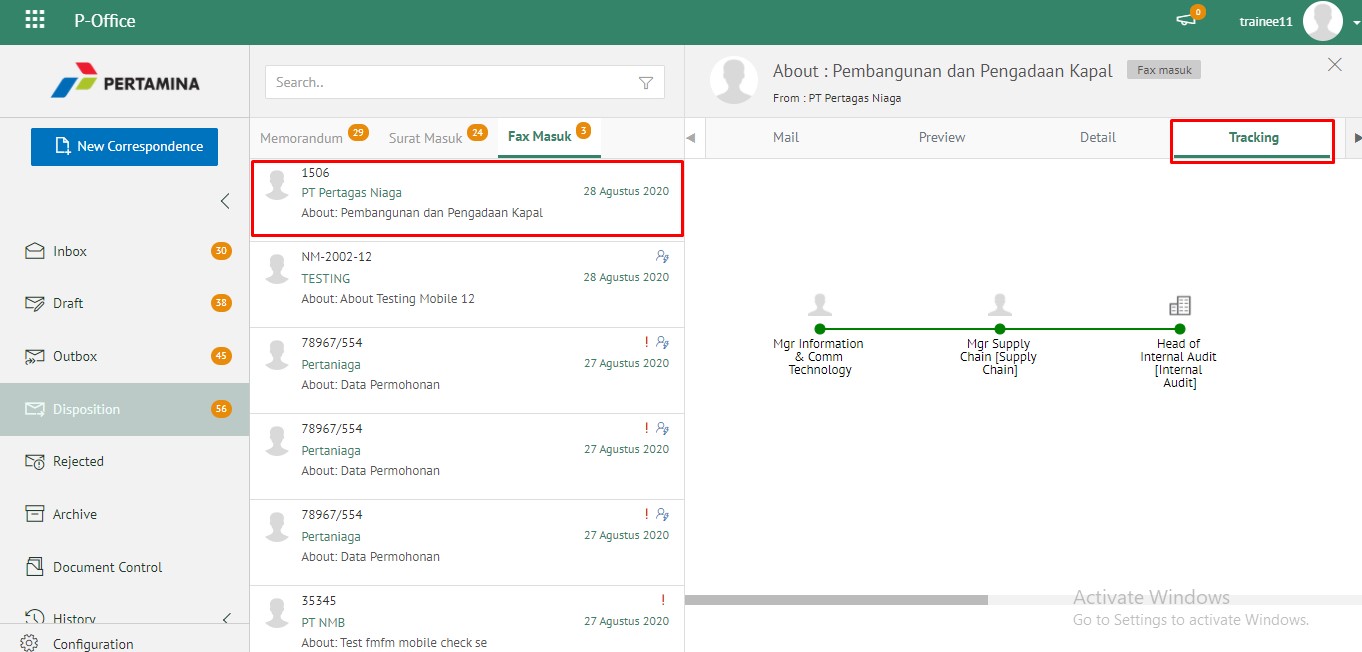 P-Office
0
trainee11
PERTAMINA
New Correspondence
Inbox 30
Draft 38
Outbox 45
Disposition 56
Rejected
Archive
Document Control
History
Configuration
Search..
Memorandum 29
Surat Masuk 24
Fax Masuk 3
1506
PT Pertagas Niaga
28 Agustus 2020
About: Pembangunan dan Pengadaan Kapal
NM-2002-12
TESTING
28 Agustus 2020
About: About Testing Mobile 12
78967/554
!
Pertaniaga
27 Agustus 2020
About: Data Permohonan
78967/554
!
Pertaniaga
27 Agustus 2020
About: Data Permohonan
78967/554
!
Pertaniaga
27 Agustus 2020
About: Data Permohonan
35345
!
PT NMB
27 Agustus 2020
About: Test fmfm mobile check se
About : Pembangunan dan Pengadaan Kapal
Fax masuk
From : PT Pertagas Niaga
Mail
Preview
Detail
Tracking
Mgr Information
& Comm
Technology
Mgr Supply
Chain [Supply
Chain]
Head of
Internal Audit
[Internal
Audit]
Activate Windows
Go to Settings to activate Windows.